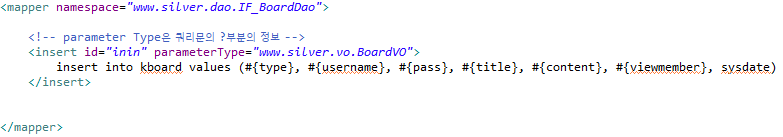 <mapper namespace="www.silver.dao.IF_BoardDao">
<!-- parameter Type은 쿼리문의 ?부분의 정보 -->
<insert id="inin" parameterType="www.silver.vo.BoardVO">
insert into kboard values (#{type}, #{username}, #{pass}, #{title}, #{content}, #{viewmember}, sysdate)
</insert>
</mapper>